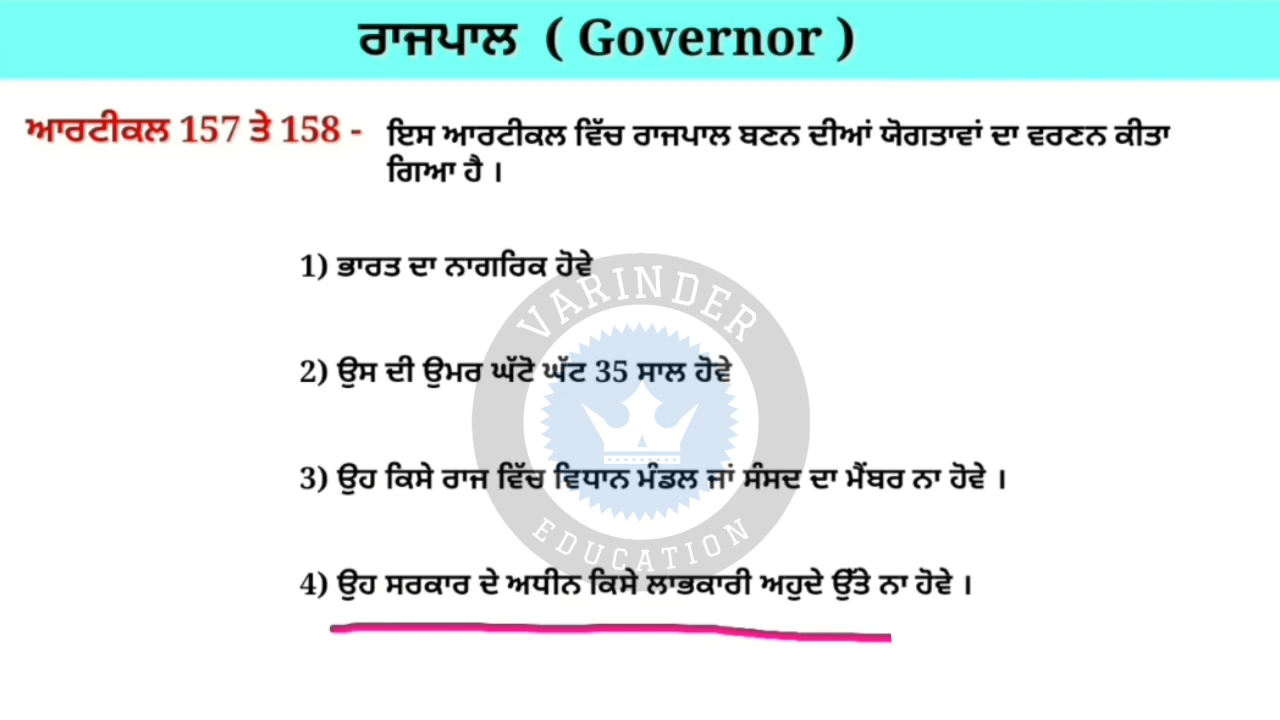 ਰਾਜਪਾਲ ( Governor )
ਆਰਟੀਕਲ 157 ਤੇ 158 - ਇਸ ਆਰਟੀਕਲ ਵਿੱਚ ਰਾਜਪਾਲ ਬਣਨ ਦੀਆਂ ਯੋਗਤਾਵਾਂ ਦਾ ਵਰਣਨ ਕੀਤਾ
ਗਿਆ ਹੈ ।
1) ਭਾਰਤ ਦਾ ਨਾਗਰਿਕ ਹੋਵੇ
VARINDER
2) ਉਸ ਦੀ ਉਮਰ ਘੱਟੋ ਘੱਟ 35 ਸਾਲ ਹੋਵੇ
3) ਉਹ ਕਿਸੇ ਰਾਜ ਵਿੱਚ ਵਿਧਾਨ ਮੰਡਲ ਜਾਂ ਸੰਸਦ ਦਾ ਮੈਂਬਰ ਨਾ ਹੋਵੇ ।
EDUCATION
4) ਉਹ ਸਰਕਾਰ ਦੇ ਅਧੀਨ ਕਿਸੇ ਲਾਭਕਾਰੀ ਅਹੁਦੇ ਉੱਤੇ ਨਾ ਹੋਵੇ ।